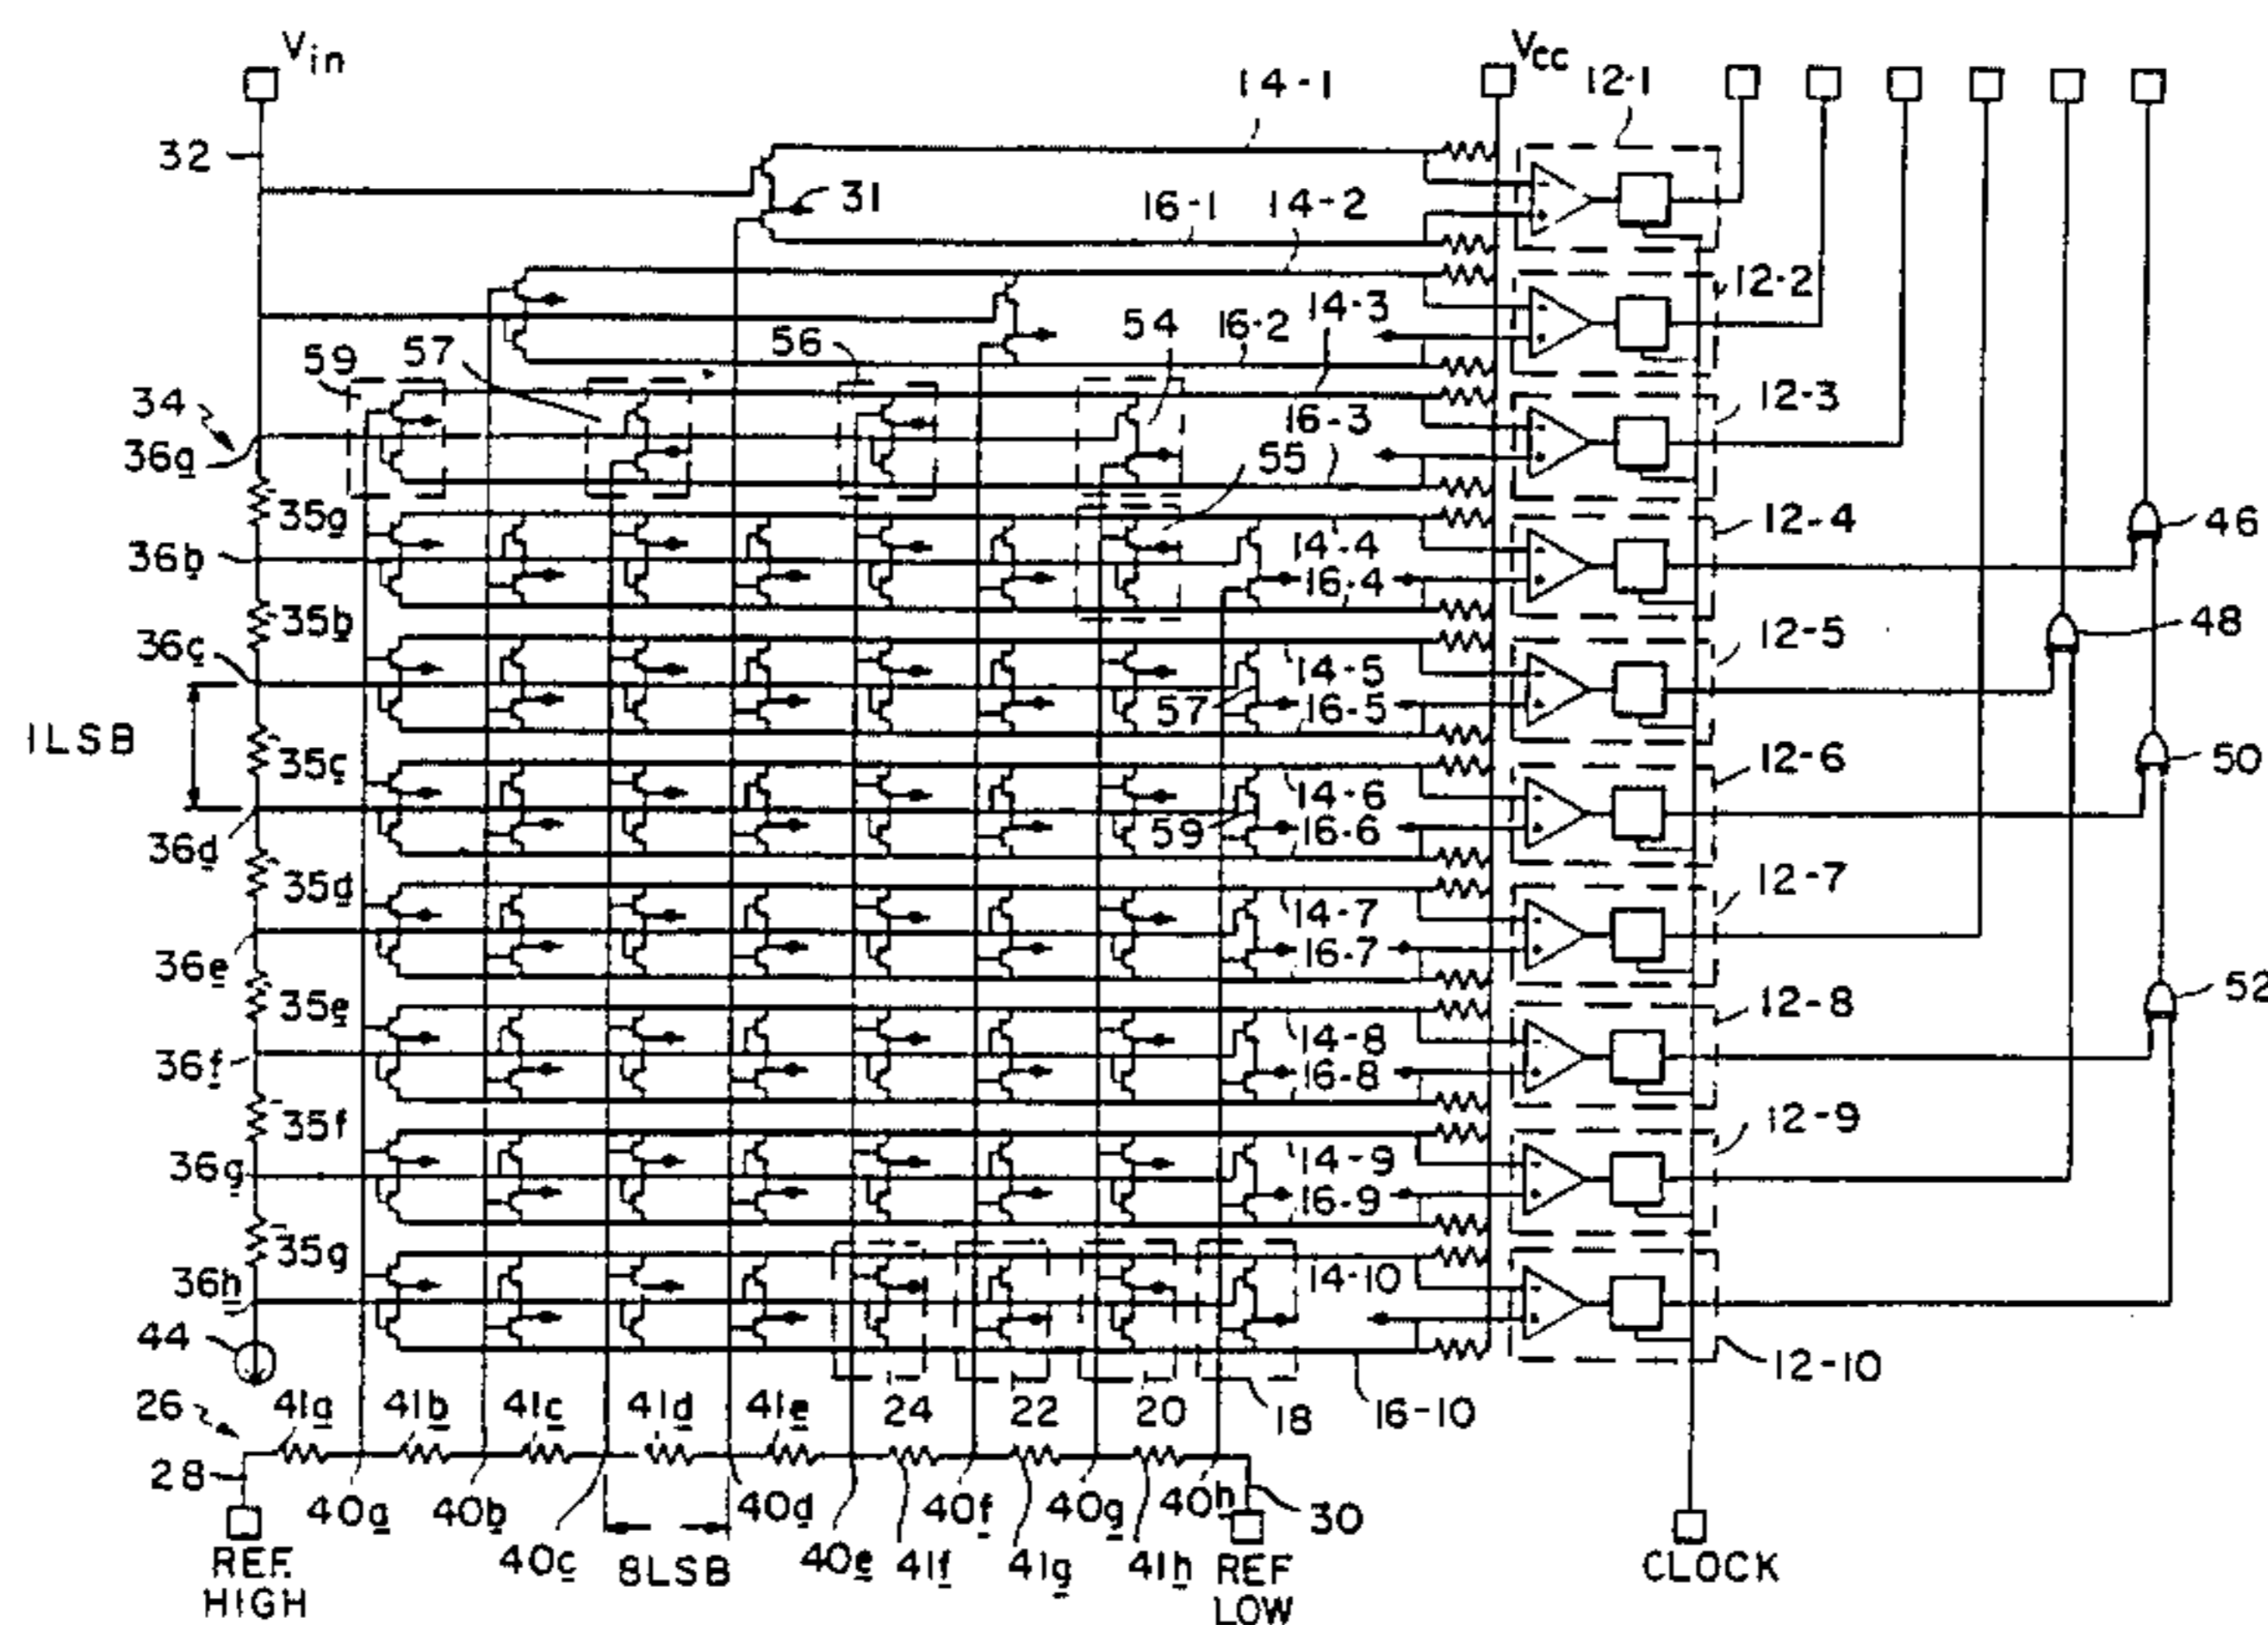 Vin
Vcc
14-1
12-1
32
31
16-1
14-2
12-2
14-3
16-2
54
56
57
59
34
36a
16-3
55
12-3
35g
12-4
46
36b
14-4
16-4
35b
12-5
48
36c
14-5
57
16-5
1LSB
35c
12-6
50
14-6
59
16-6
36d
35d
12-7
14-7
16-7
36e
35e
12-8
52
14-8
16-8
36f
35f
12-9
14-9
16-9
36g
35g
14-10
36h
44
12-10
26
41a
41b
41c
41d
41e
24
22
20
18
16-10
28
40a
40b
40c
8LSB
40d
40e
41f
40f
41g
40g
41h
40h
30
REF.
HIGH
REF
LOW
CLOCK